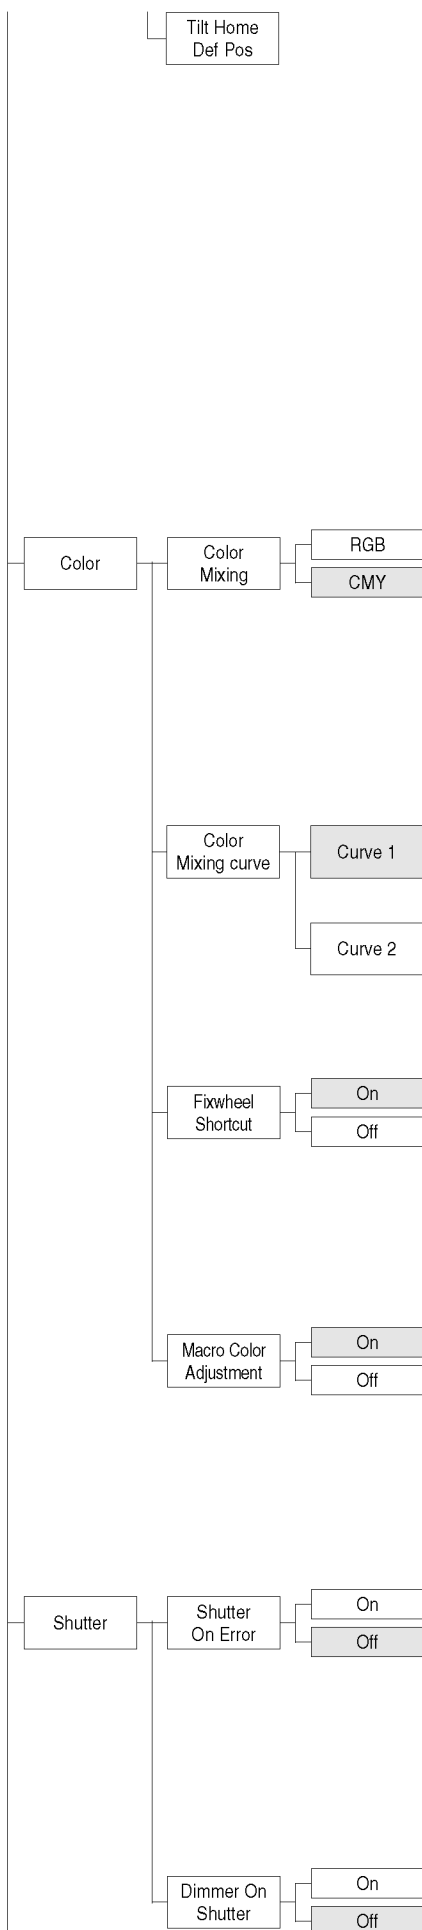 Tilt Home
Def Pos
Color
Color
Mixing
RGB
CMY
Color
Mixing curve
Curve 1
Curve 2
Fixwheel
Shortcut
On
Off
Macro Color
Adjustment
On
Off
Shutter
Shutter
On Error
On
Off
Dimmer On
Shutter
On
Off